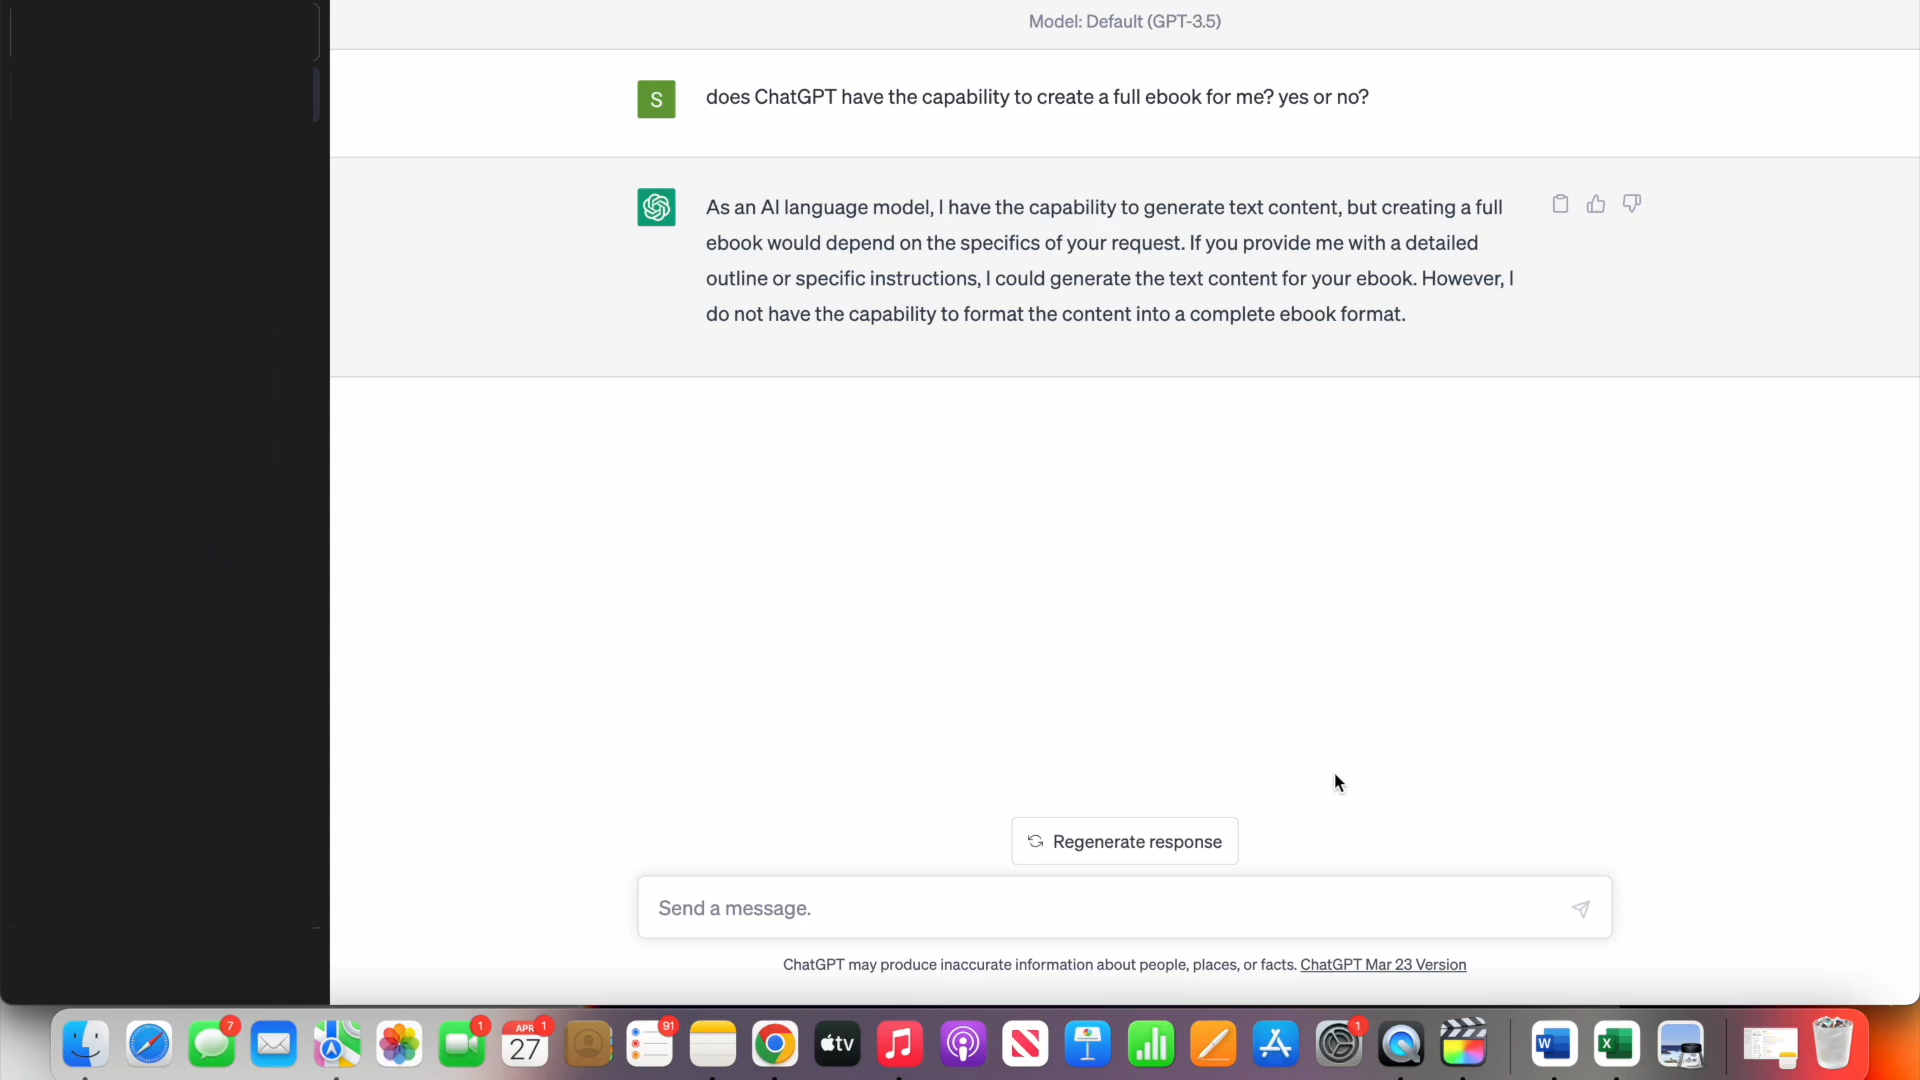 Model: Default (GPT-3.5)
S
does ChatGPT have the capability to create a full ebook for me? yes or no?
As an AI language model, I have the capability to generate text content, but creating a full
ebook would depend on the specifics of your request. If you provide me with a detailed
outline or specific instructions, I could generate the text content for your ebook. However, I
do not have the capability to format the content into a complete ebook format.
Regenerate response
Send a message.
ChatGPT may produce inaccurate information about people, places, or facts. ChatGPT Mar 23 Version
7
1
APR
1
27
91
tv
1
W
X